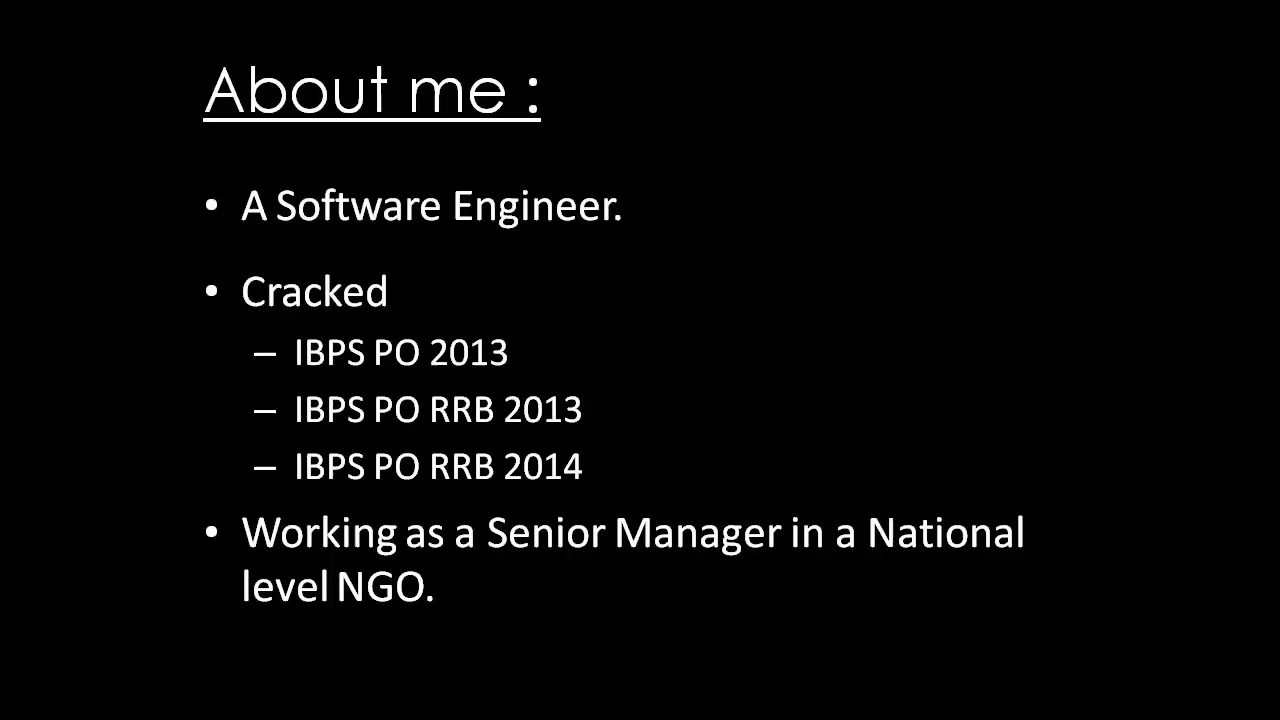 About me :
• A Software Engineer.
• Cracked
– IBPS PO 2013
– IBPS PO RRB 2013
– IBPS PO RRB 2014
• Working as a Senior Manager in a National
level NGO.